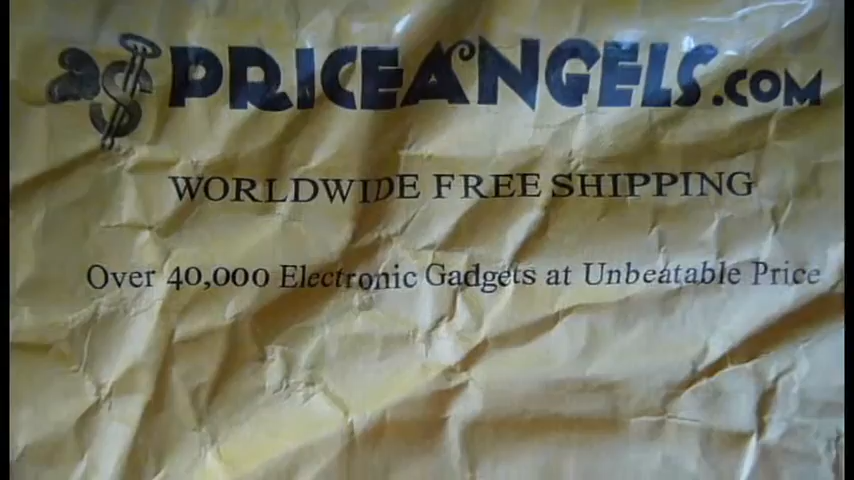 a$ PRICEANGELS.COM
WORLDWIDE FREE SHIPPING
Over 40,000 Electronic Gadgets at Unbeatable Price